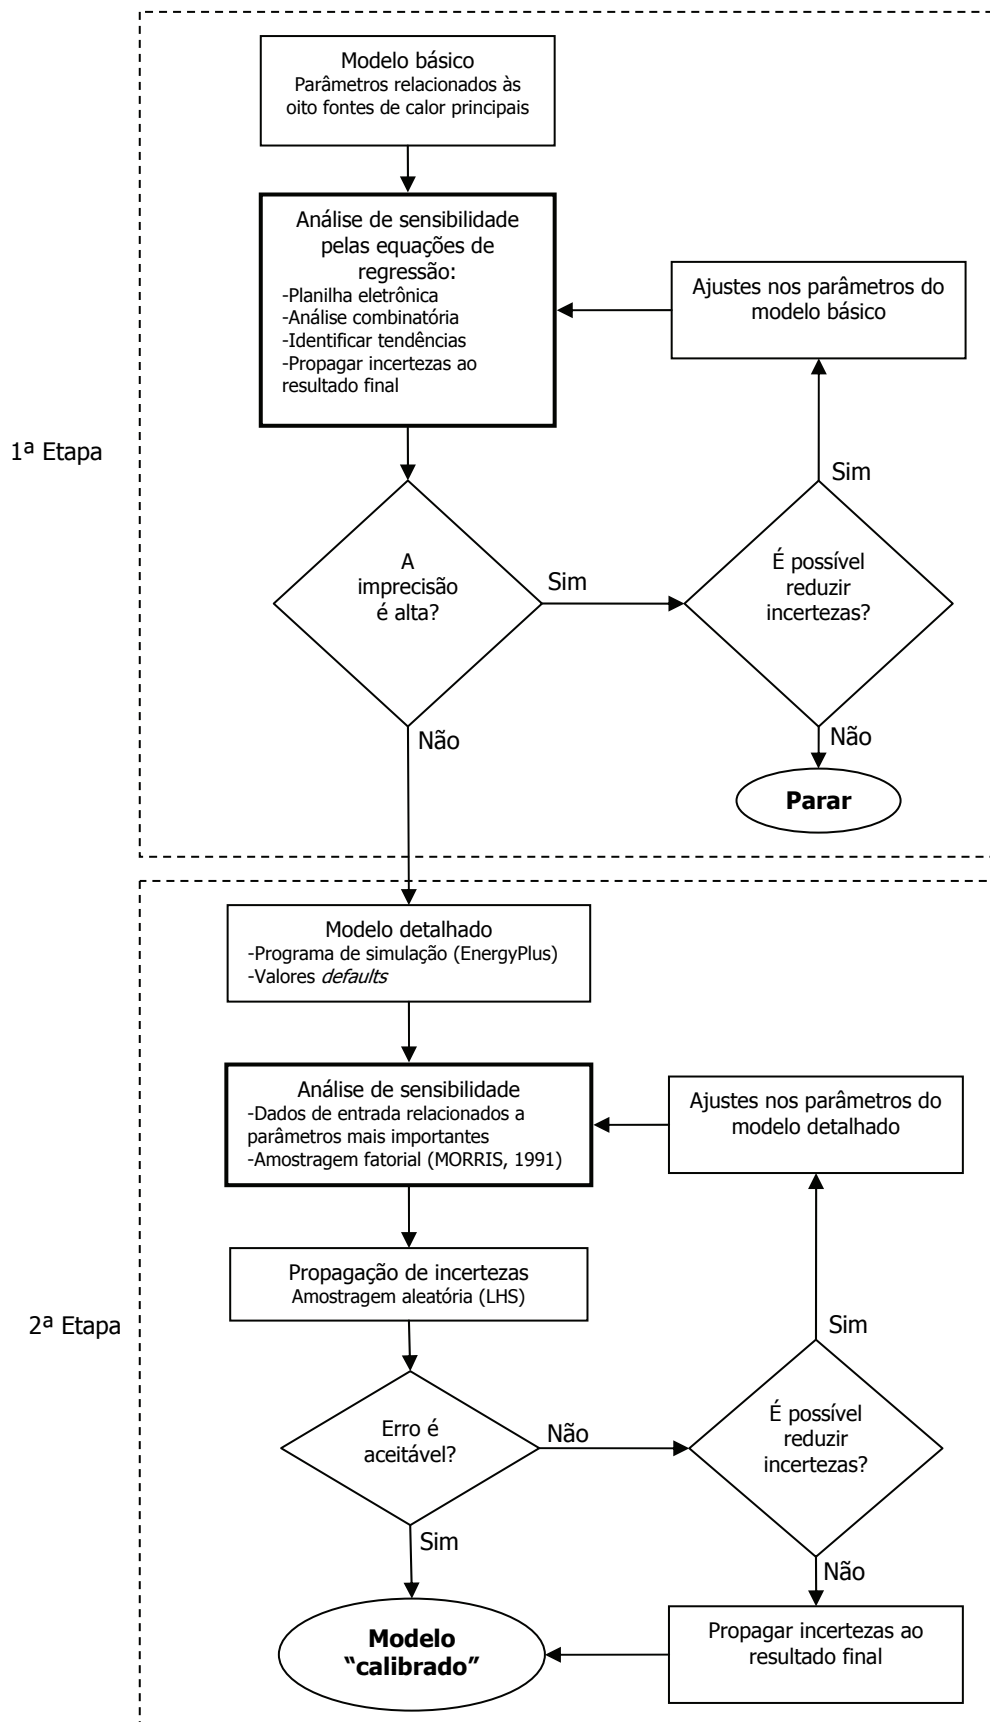 Modelo básico
Parâmetros relacionados às
oito fontes de calor principais
Análise de sensibilidade
pelas equações de
regressão:
-Planilha eletrônica
-Análise combinatória
-Identificar tendências
-Propagar incertezas ao
resultado final
Ajustes nos parâmetros do
modelo básico
1ª Etapa
Sim
A
imprecisão
é alta?
Sim
É possível
reduzir
incertezas?
Não
Não
Parar
Modelo detalhado
-Programa de simulação (EnergyPlus)
-Valores defaults
Análise de sensibilidade
-Dados de entrada relacionados a
parâmetros mais importantes
-Amostragem fatorial (MORRIS, 1991)
Ajustes nos parâmetros do
modelo detalhado
Propagação de incertezas
Amostragem aleatória (LHS)
2ª Etapa
Sim
Erro é
aceitável?
Não
É possível
reduzir
incertezas?
Sim
Não
Modelo
“calibrado”
Propagar incertezas ao
resultado final